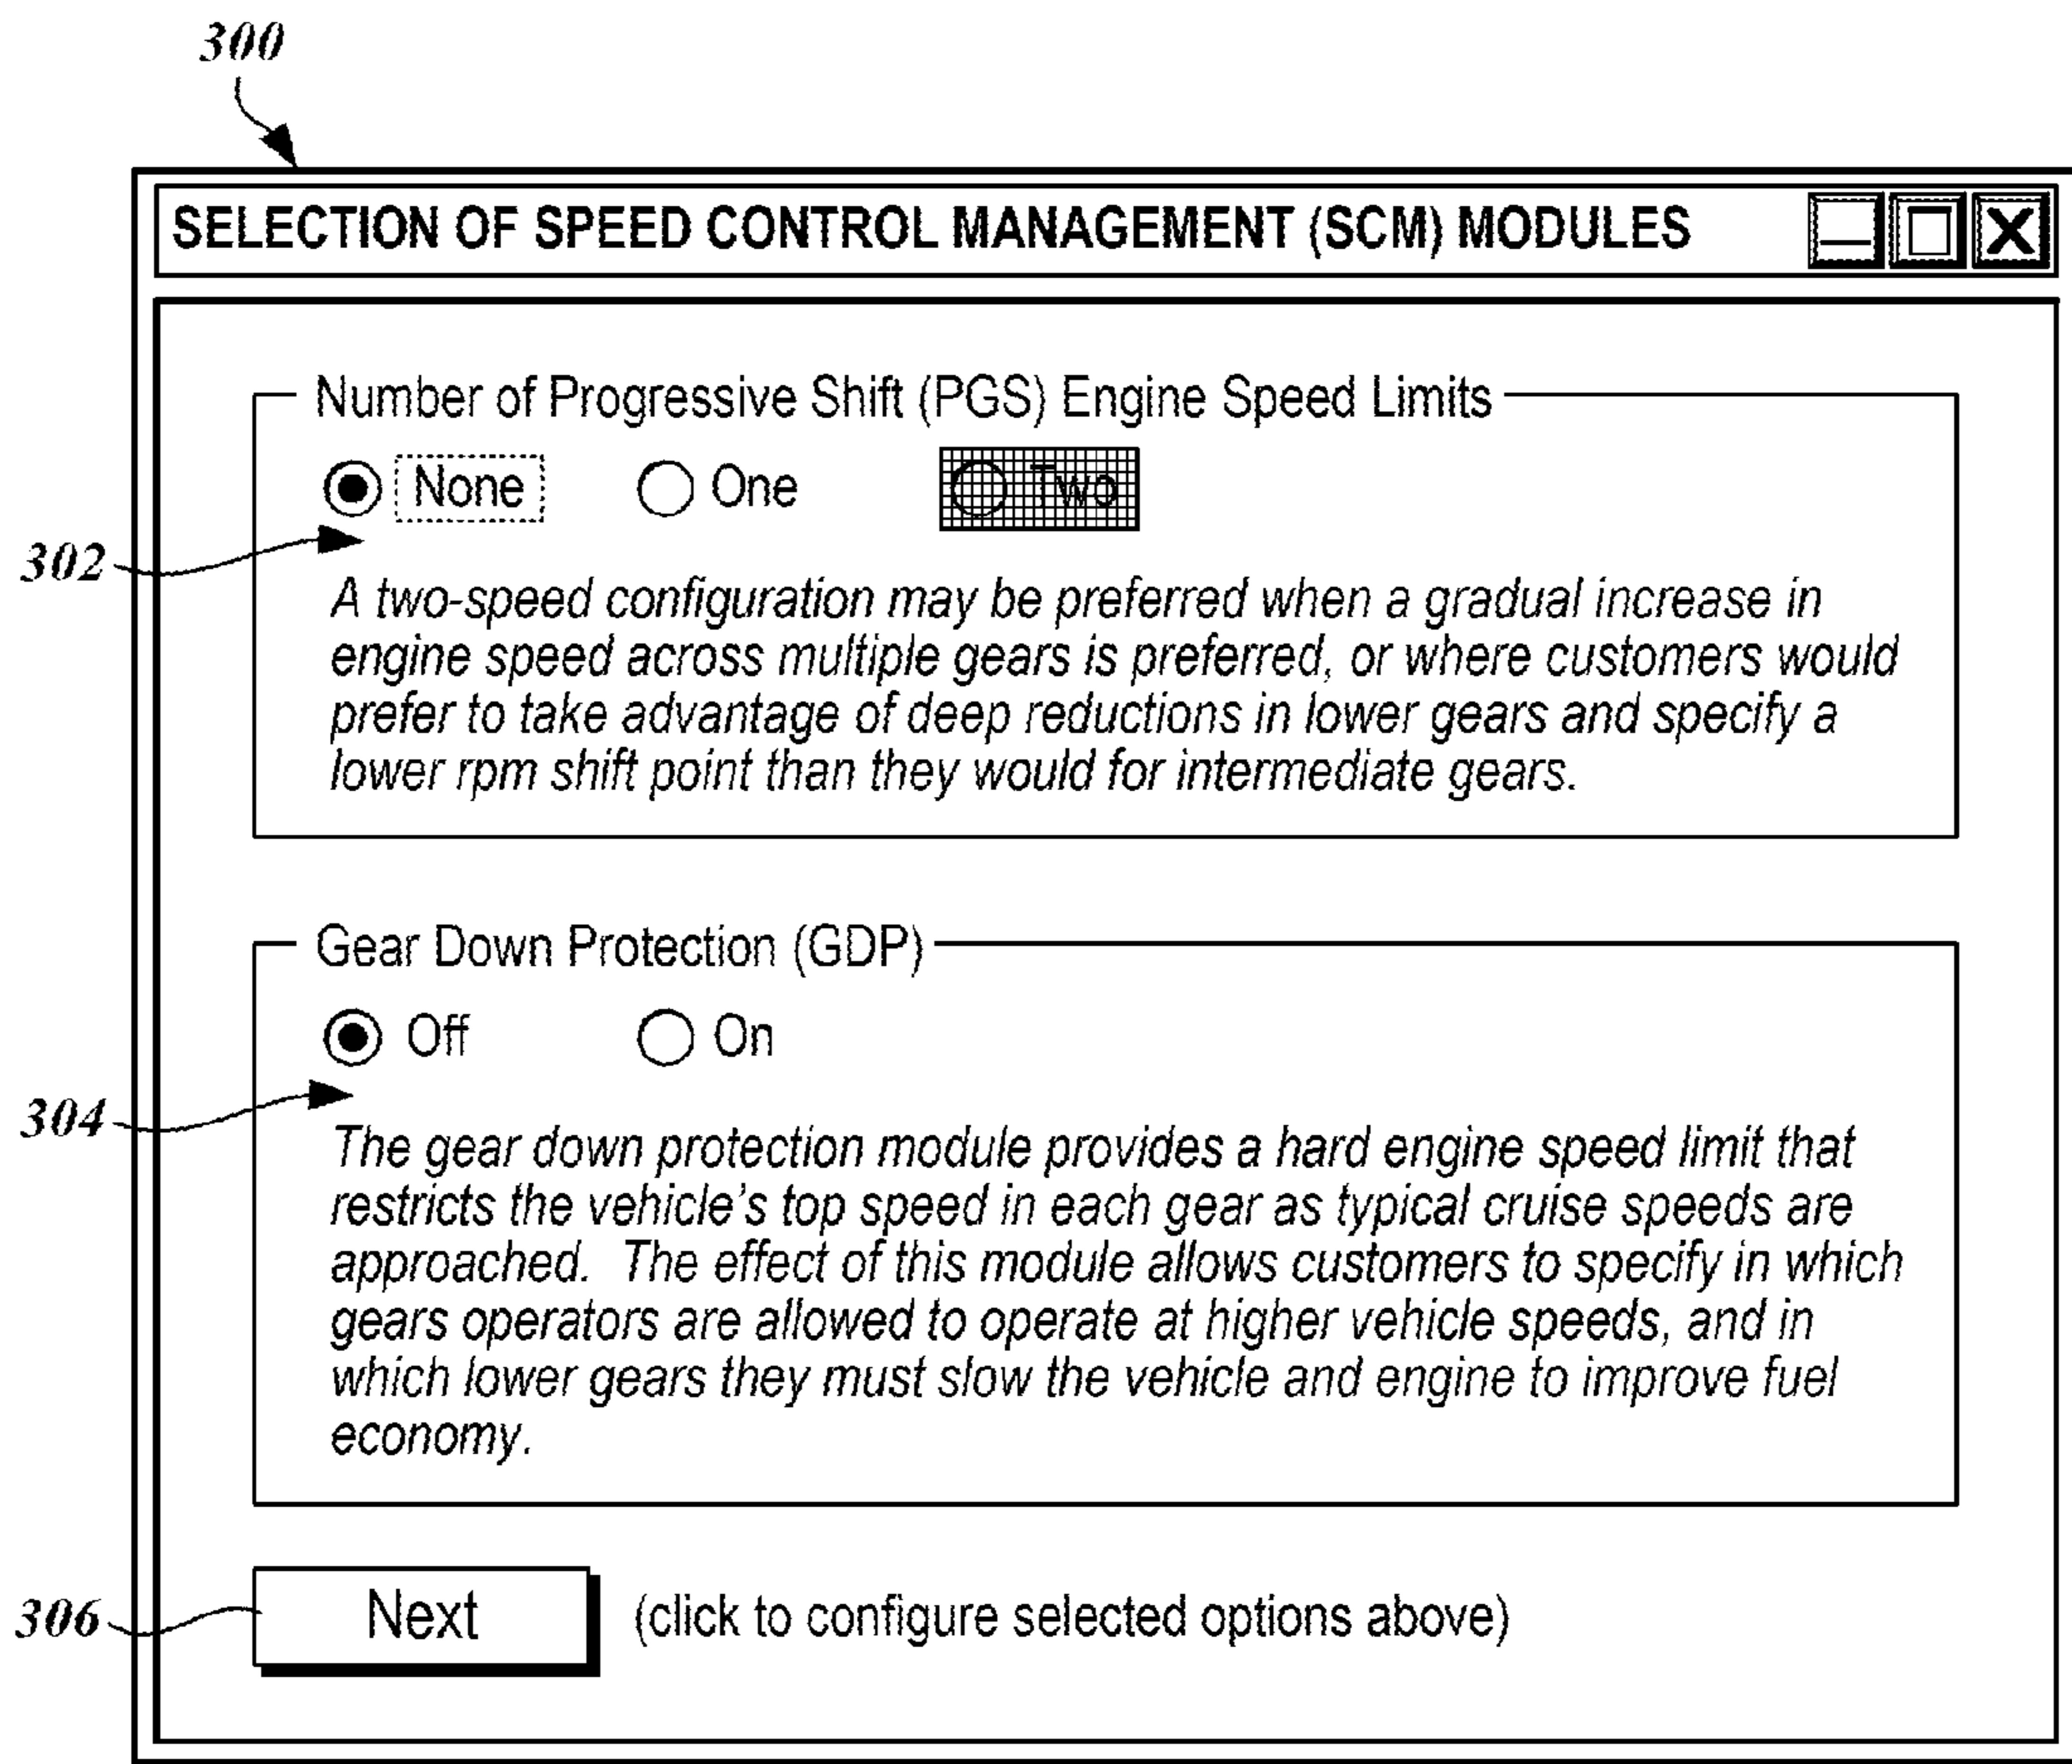 300
SELECTION OF SPEED CONTROL MANAGEMENT (SCM) MODULES
Number of Progressive Shift (PGS) Engine Speed Limits
None One Two
302
A two-speed configuration may be preferred when a gradual increase in
engine speed across multiple gears is preferred, or where customers would
prefer to take advantage of deep reductions in lower gears and specify a
lower rpm shift point than they would for intermediate gears.
Gear Down Protection (GDP)
Off On
304
The gear down protection module provides a hard engine speed limit that
restricts the vehicle's top speed in each gear as typical cruise speeds are
approached. The effect of this module allows customers to specify in which
gears operators are allowed to operate at higher vehicle speeds, and in
which lower gears they must slow the vehicle and engine to improve fuel
economy.
306
Next (click to configure selected options above)